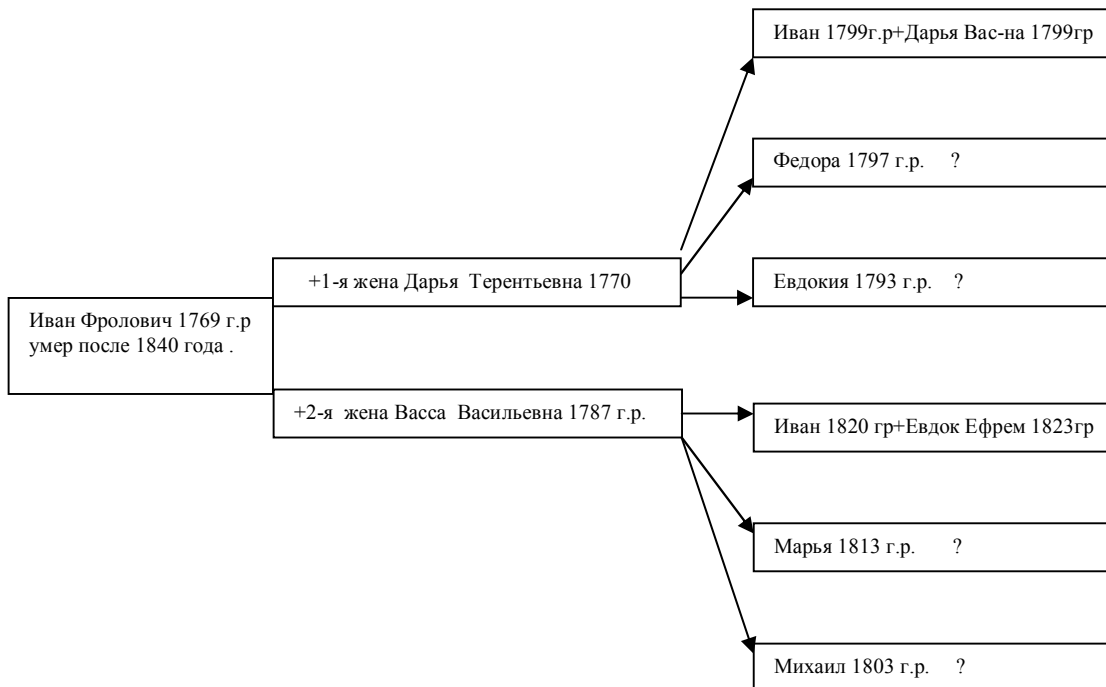 Иван 1799г.р+Дарья Вас-на 1799гр
Федора 1797 г.р. ?
+1-я жена Дарья Терентьевна 1770
Евдокия 1793 г.р. ?
Иван Фролович 1769 г.р
умер после 1840 года .
+2-я жена Васса Васильевна 1787 г.р.
Иван 1820 гр+Евдок Ефрем 1823гр
Марья 1813 г.р. ?
Михаил 1803 г.р. ?